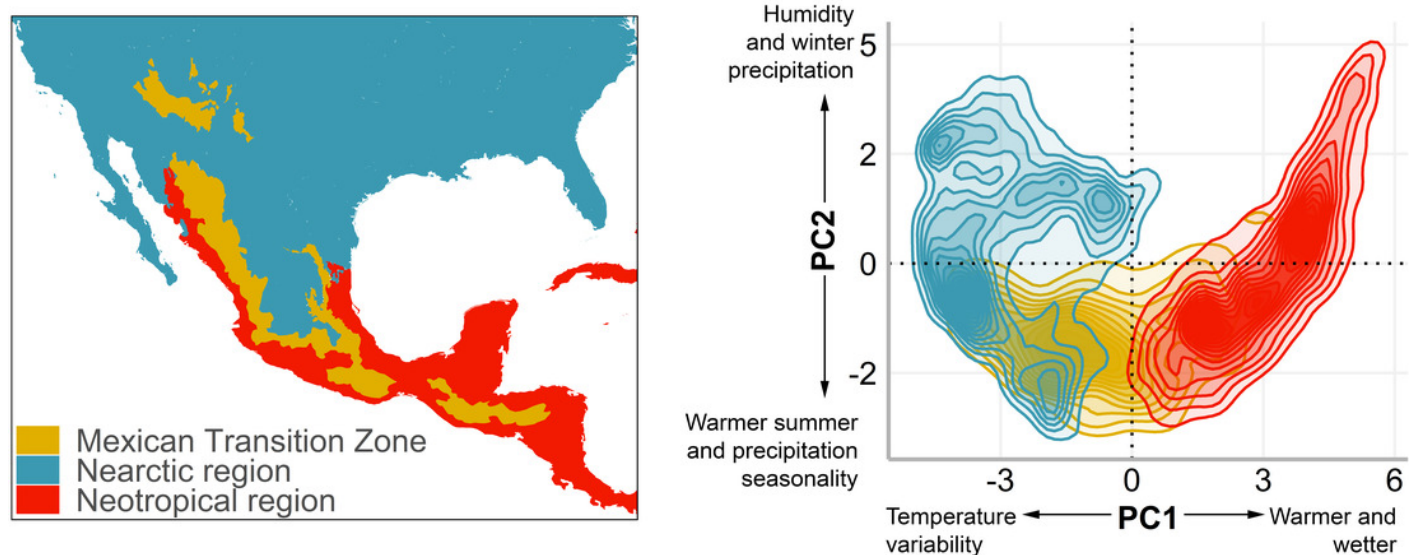 Mexican Transition Zone
Nearctic region
Neotropical region
Humidity
and winter
precipitation
PC2
Warmer summer
and precipitation
seasonality
5
2
0
-2
-3
0
3
6
Temperature
variability
PC1
Warmer and
wetter